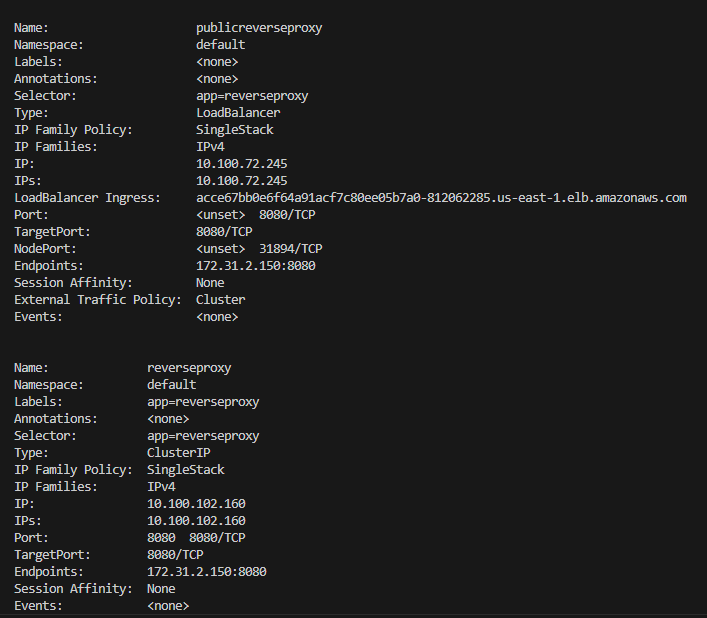 Name:                     publicreverseproxy
Namespace:                default
Labels:                   <none>
Annotations:              <none>
Selector:                 app=reverseproxy
Type:                     LoadBalancer
IP Family Policy:         SingleStack
IP Families:              IPv4
IP:                       10.100.72.245
IPs:                      10.100.72.245
LoadBalancer Ingress:     acce67bb0e6f64a91acf7c80ee05b7a0-812062285.us-east-1.elb.amazonaws.com
Port:                     <unset>  8080/TCP
TargetPort:               8080/TCP
NodePort:                 <unset>  31894/TCP
Endpoints:                172.31.2.150:8080
Session Affinity:         None
External Traffic Policy:  Cluster
Events:                   <none>
Name:              reverseproxy
Namespace:         default
Labels:            app=reverseproxy
Annotations:       <none>
Selector:          app=reverseproxy
Type:              ClusterIP
IP Family Policy:  SingleStack
IP Families:       IPv4
IP:                10.100.102.160
IPs:               10.100.102.160
Port:              8080  8080/TCP
TargetPort:        8080/TCP
Endpoints:         172.31.2.150:8080
Session Affinity:  None
Events:            <none>